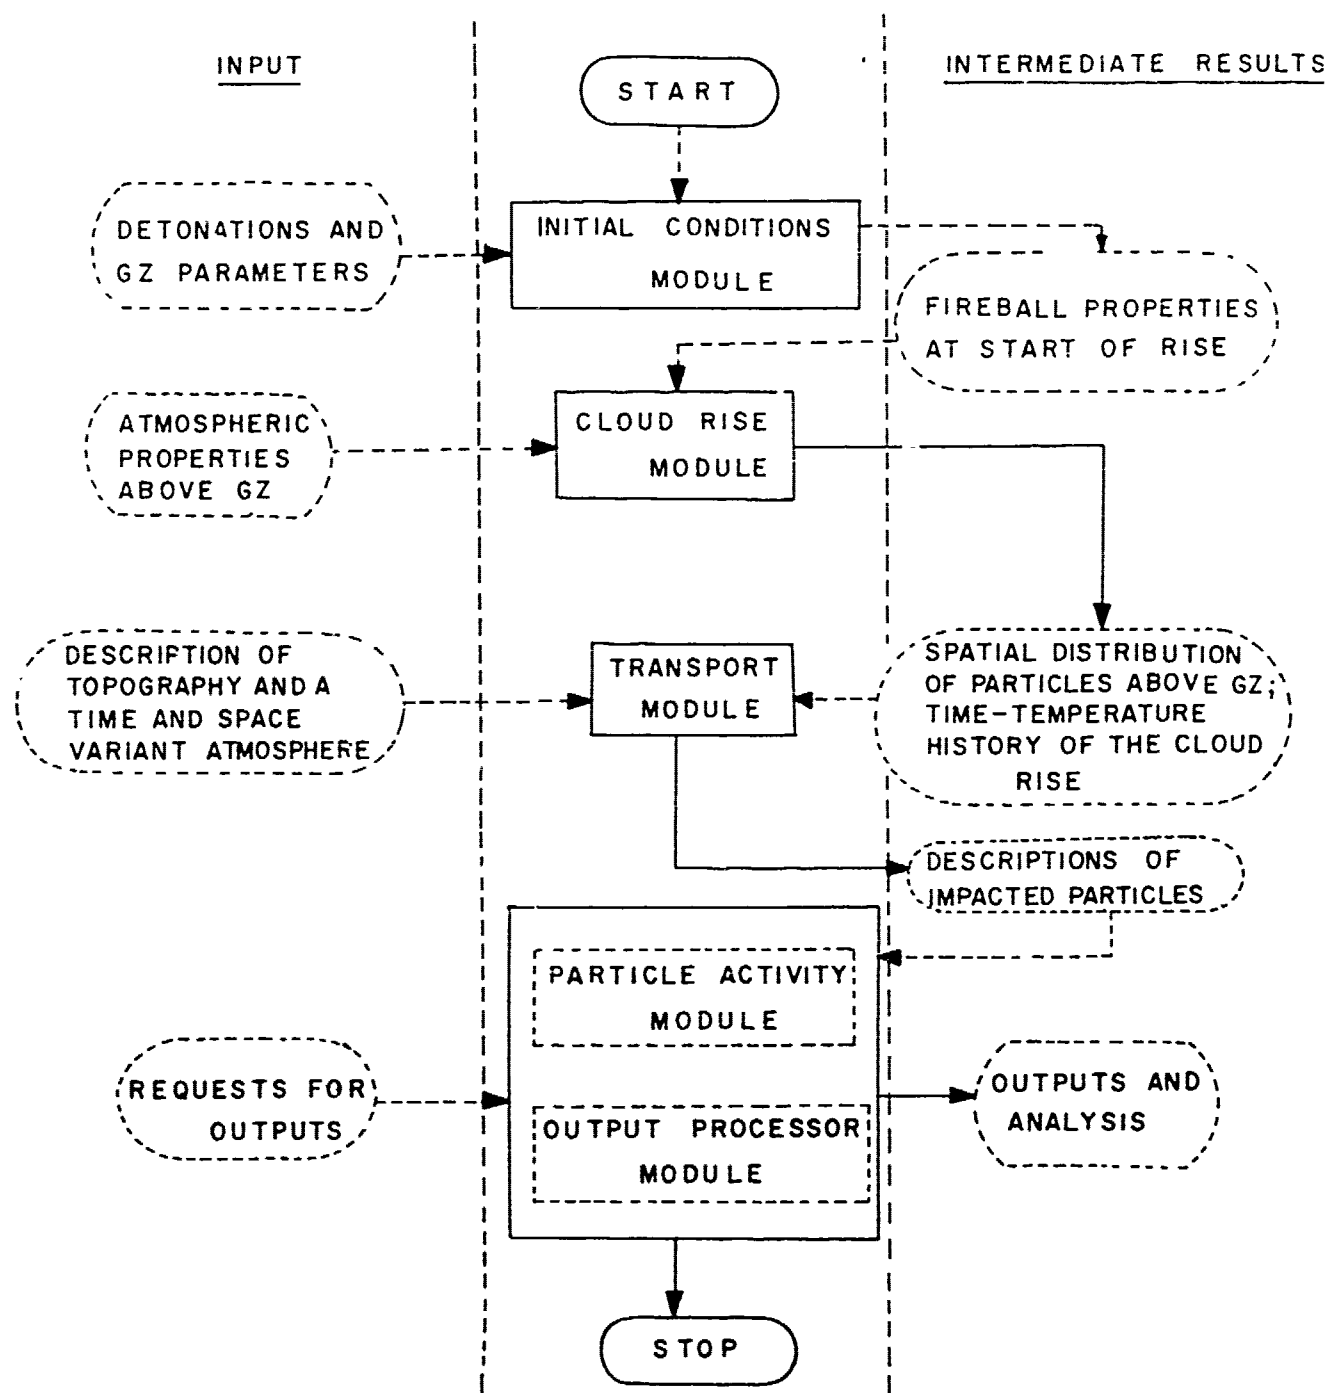 INPUT
START
INTERMEDIATE RESULTS
DETONATIONS AND
GZ PARAMETERS
INITIAL CONDITIONS
MODULE
FIREBALL PROPERTIES
AT START OF RISE
ATMOSPHERIC
PROPERTIES
ABOVE GZ
CLOUD RISE
MODULE
DESCRIPTION OF
TOPOGRAPHY AND A
TIME AND SPACE
VARIANT ATMOSPHERE
TRANSPORT
MODULE
SPATIAL DISTRIBUTION
OF PARTICLES ABOVE GZ;
TIME-TEMPERATURE
HISTORY OF THE CLOUD
RISE
DESCRIPTIONS OF
IMPACTED PARTICLES
PARTICLE ACTIVITY
MODULE
REQUESTS FOR
OUTPUTS
OUTPUT PROCESSOR
MODULE
OUTPUTS AND
ANALYSIS
STOP